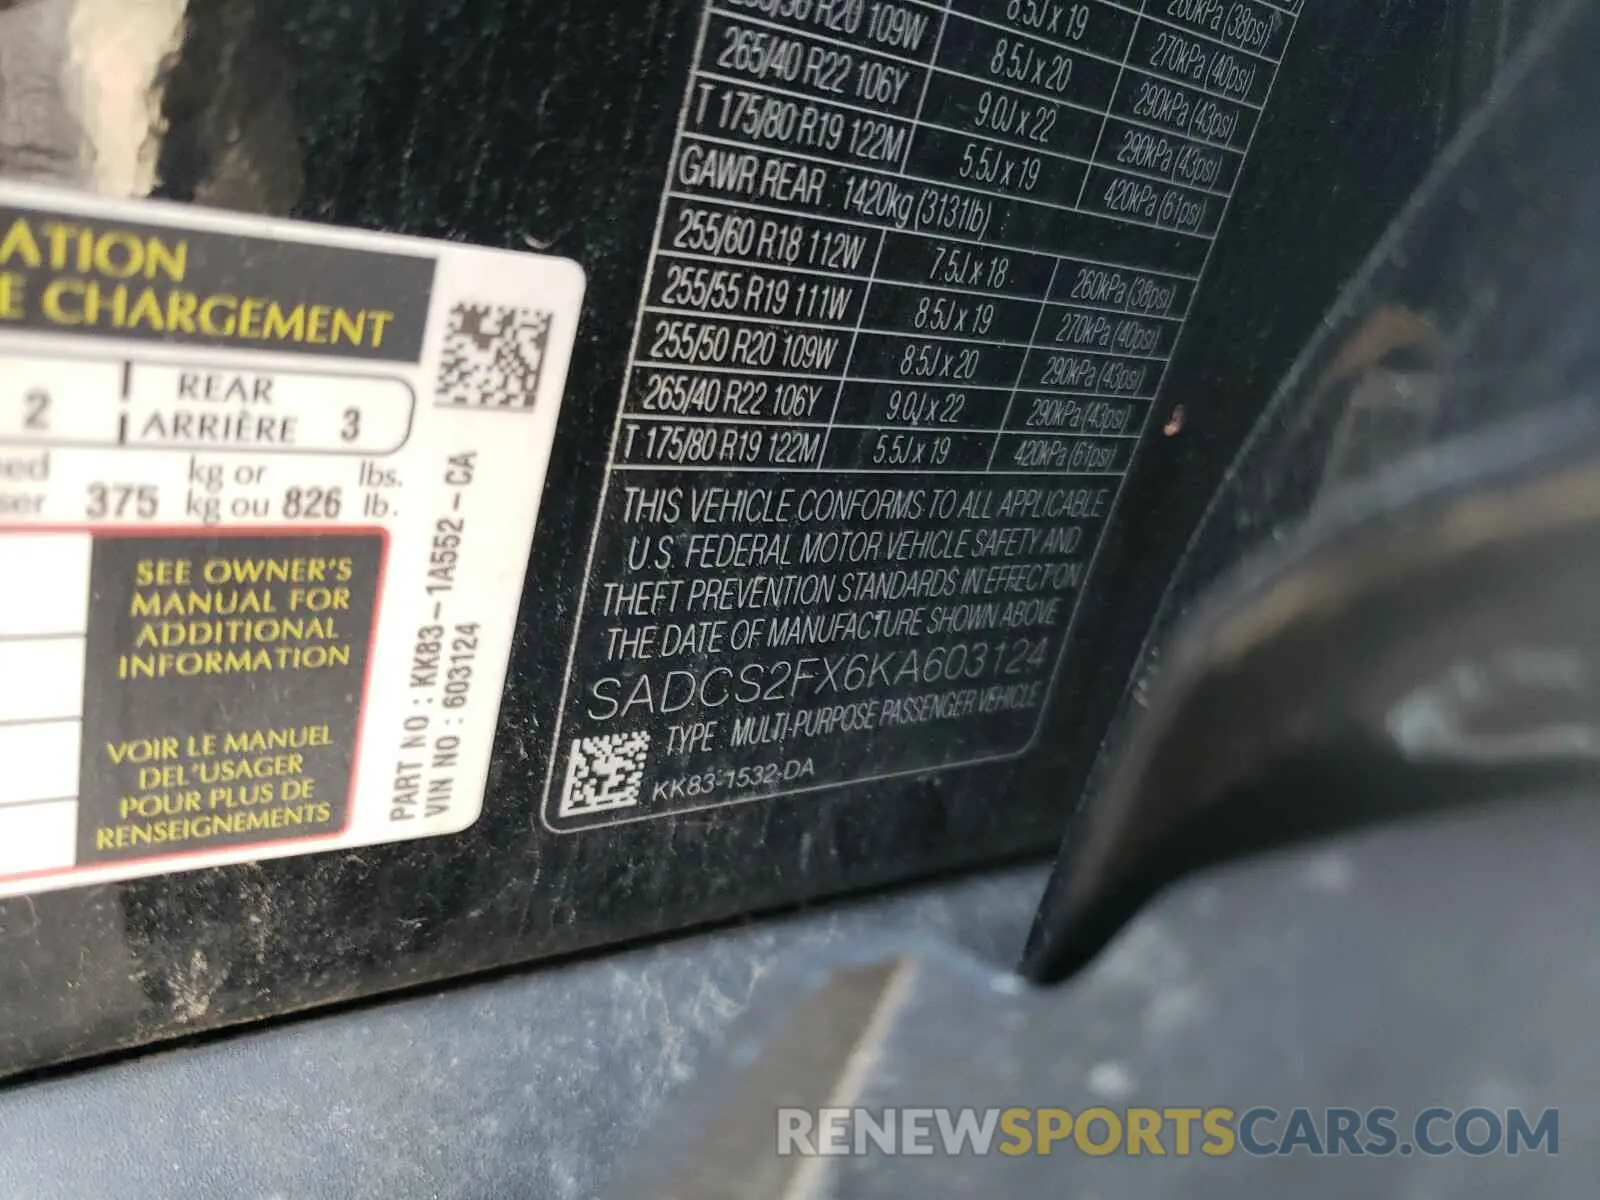 ATION
E CHARGEMENT
2 REAR
ARRIÈRE 3
kg or lbs.
375 kg ou 826 lb.
SEE OWNER'S
MANUAL FOR
ADDITIONAL
INFORMATION
VOIR LE MANUEL
DEL'USAGER
POUR PLUS DE
RENSEIGNEMENTS
PART NO : KK83-1A552-CA
VIN NO : 603124
R20 109W 8.5J x 19 260kPa (38psi)
265/40 R22 106Y 8.5J x 20 270kPa (40psi)
T 175/80 R19 122M 9.0J x 22 290kPa (43psi)
5.5J x 19 290kPa (43psi)
420kPa (61psi)
GAWR REAR 1420kg (3131lb)
255/60 R18 112W 7.5J x 18 260kPa (38psi)
255/55 R19 111W 8.5J x 19 270kPa (40psi)
255/50 R20 109W 8.5J x 20 290kPa (43psi)
265/40 R22 106Y 9.0J x 22 290kPa (43psi)
T 175/80 R19 122M 5.5J x 19 420kPa (61psi)
THIS VEHICLE CONFORMS TO ALL APPLICABLE
U.S. FEDERAL MOTOR VEHICLE SAFETY AND
THEFT PREVENTION STANDARDS IN EFFECT ON
THE DATE OF MANUFACTURE SHOWN ABOVE
SADCS2FX6KA603124
TYPE MULTI-PURPOSE PASSENGER VEHICLE
KK83-1532-DA
RENEWSPORTSCARS.COM